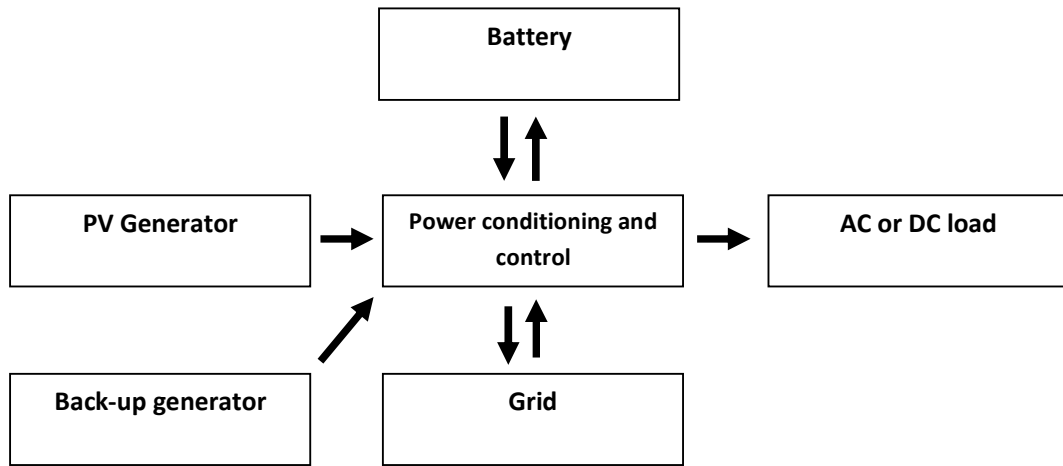 Battery
PV Generator
Power conditioning and
control
AC or DC load
Back-up generator
Grid